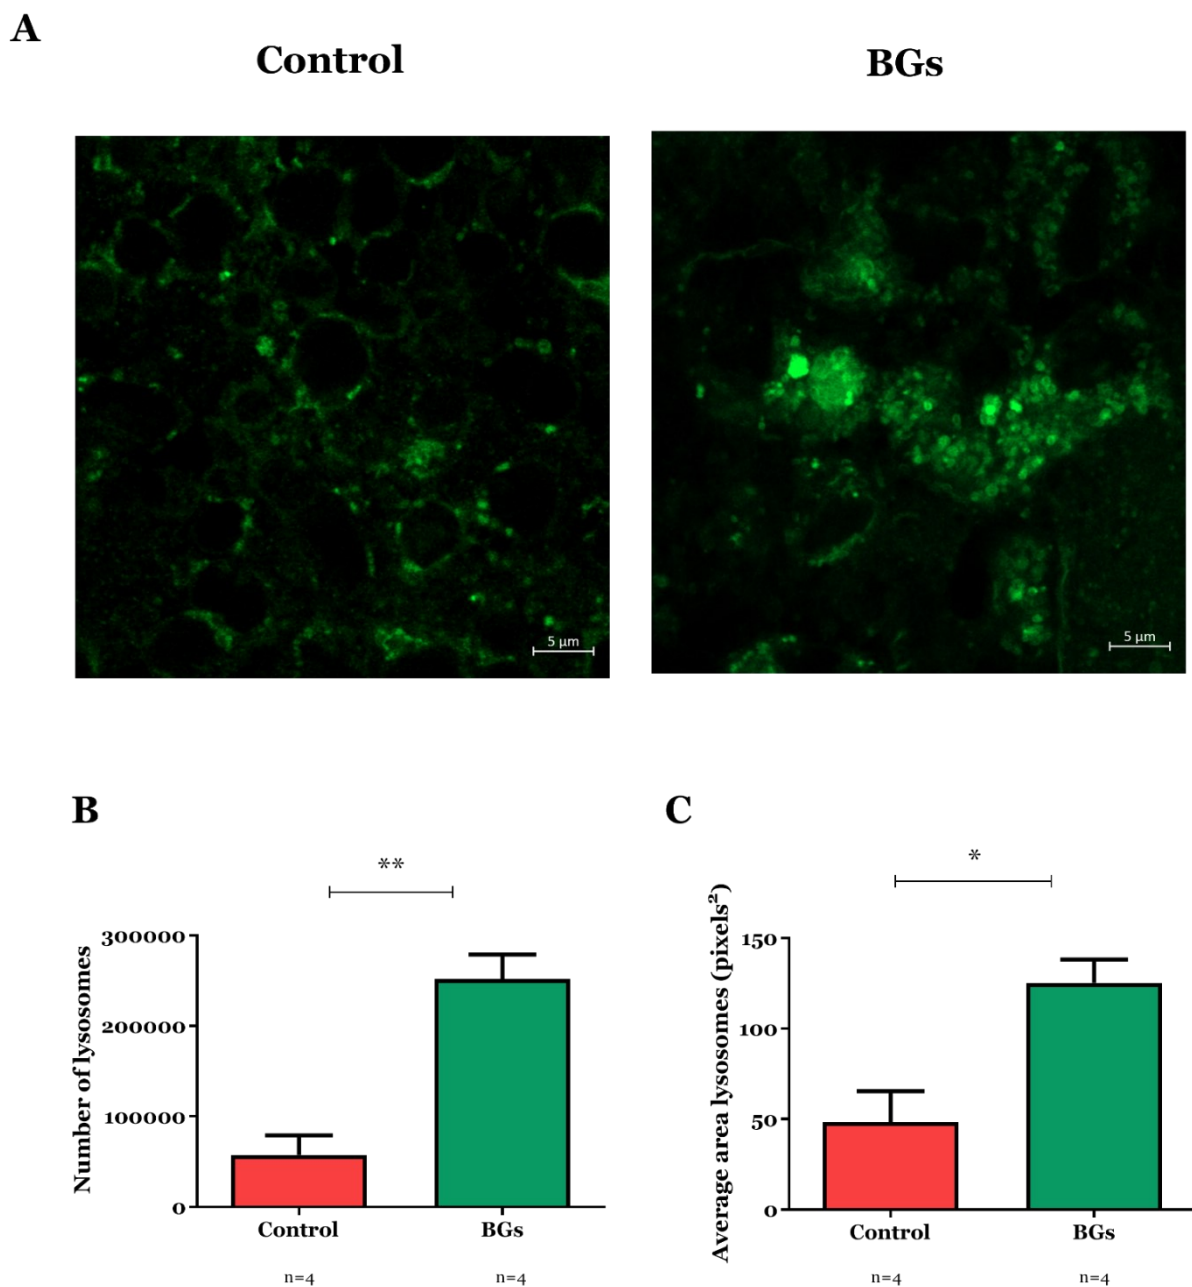 A
Control
BGs
5 µm
5 µm
B
C
**
*
Number of lysosomes
300000
200000
100000
0
Control
BGs
n=4
n=4
Average area lysosomes (pixels²)
150
100
50
0
Control
BGs
n=4
n=4